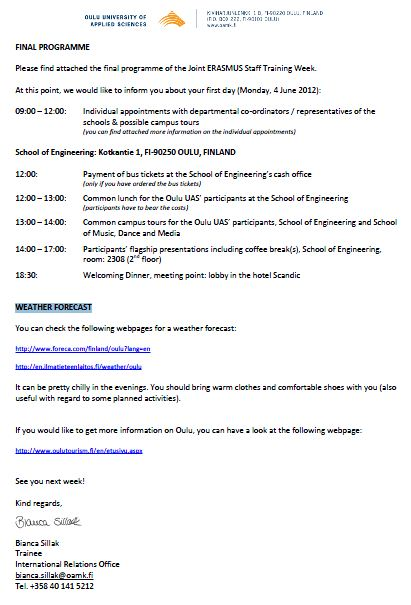 OULU UNIVERSITY OF
APPLIED SCIENCES
KIVIHARJUNLENKKI 1 B, FI-90220 OULU, FINLAND
(P.O. BOX 222, FI-90101 OULU)
www.oamk.fi
FINAL PROGRAMME
Please find attached the final programme of the Joint ERASMUS Staff Training Week.
At this point, we would like to inform you about your first day (Monday, 4 June 2012):
09:00 – 12:00: Individual appointments with departmental co-ordinators / representatives of the
schools & possible campus tours
(you can find attached more information on the individual appointments)
School of Engineering: Kotkantie 1, FI-90250 OULU, FINLAND
12:00: Payment of bus tickets at the School of Engineering's cash office
(only if you have ordered the bus tickets)
12:00 – 13:00: Common lunch for the Oulu UAS' participants at the School of Engineering
(participants have to bear the costs)
13:00 – 14:00: Common campus tours for the Oulu UAS' participants, School of Engineering and School
of Music, Dance and Media
14:00 – 17:00: Participants' flagship presentations including coffee break(s), School of Engineering,
room: 2308 (2nd floor)
18:30: Welcoming Dinner, meeting point: lobby in the hotel Scandic
WEATHER FORECAST
You can check the following webpages for a weather forecast:
http://www.foreca.com/finland/oulu?lang=en
http://en.ilmatieteenlaitos.fi/weather/oulu
It can be pretty chilly in the evenings. You should bring warm clothes and comfortable shoes with you (also
useful with regard to some planned activities).
If you would like to get more information on Oulu, you can have a look at the following webpage:
http://www.oulutourism.fi/en/etusivu.aspx
See you next week!
Kind regards,
Bianca Sillak
Bianca Sillak
Trainee
International Relations Office
bianca.sillak@oamk.fi
Tel. +358 40 141 5212